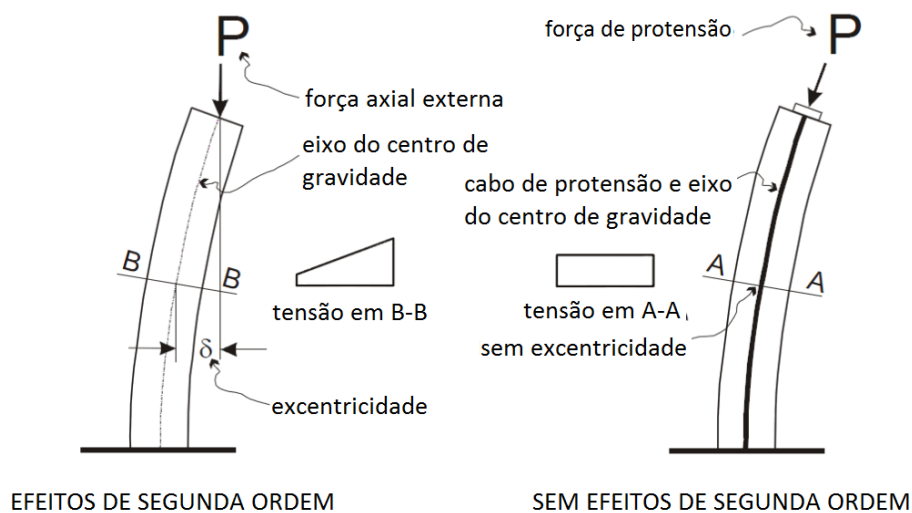 P
força axial externa
eixo do centro de
gravidade
B
B
tensão em B-B
δ
excentricidade
EFEITOS DE SEGUNDA ORDEM
força de protensão
P
cabo de protensão e eixo
do centro de gravidade
A
A
tensão em A-A
sem excentricidade
SEM EFEITOS DE SEGUNDA ORDEM